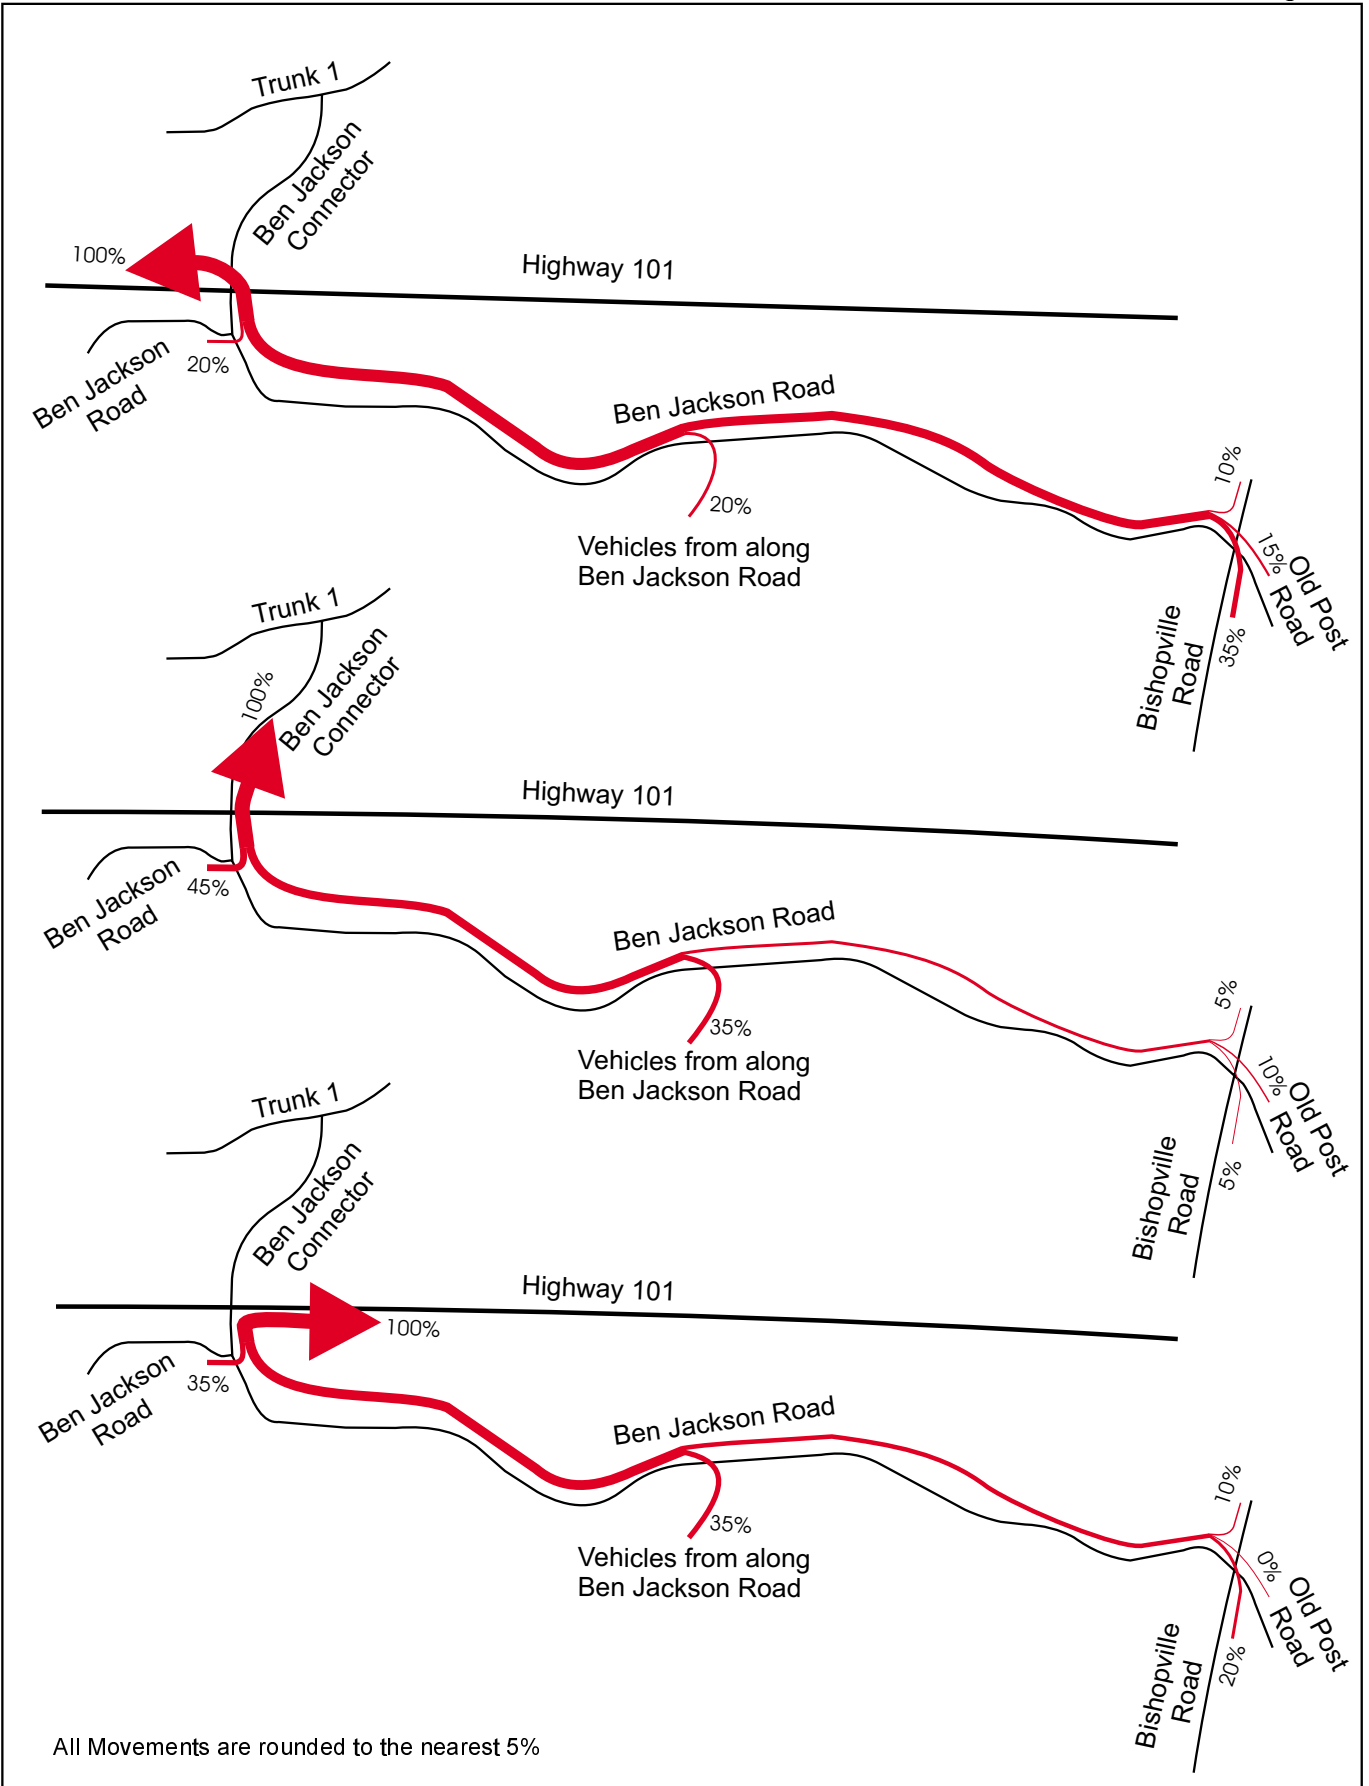 Trunk 1
Ben Jackson
Connector
100%
Highway 101
20%
Ben Jackson
Road
Ben Jackson Road
20%
Vehicles from along
Ben Jackson Road
10%
15%
Old Post
Road
Bishopville
Road
35%
Trunk 1
100%
Ben Jackson
Connector
Highway 101
45%
Ben Jackson
Road
Ben Jackson Road
35%
Vehicles from along
Ben Jackson Road
5%
10%
Old Post
Road
Bishopville
Road
5%
Trunk 1
Ben Jackson
Connector
Highway 101
100%
35%
Ben Jackson
Road
Ben Jackson Road
35%
Vehicles from along
Ben Jackson Road
10%
0%
Old Post
Road
Bishopville
Road
20%
All Movements are rounded to the nearest 5%